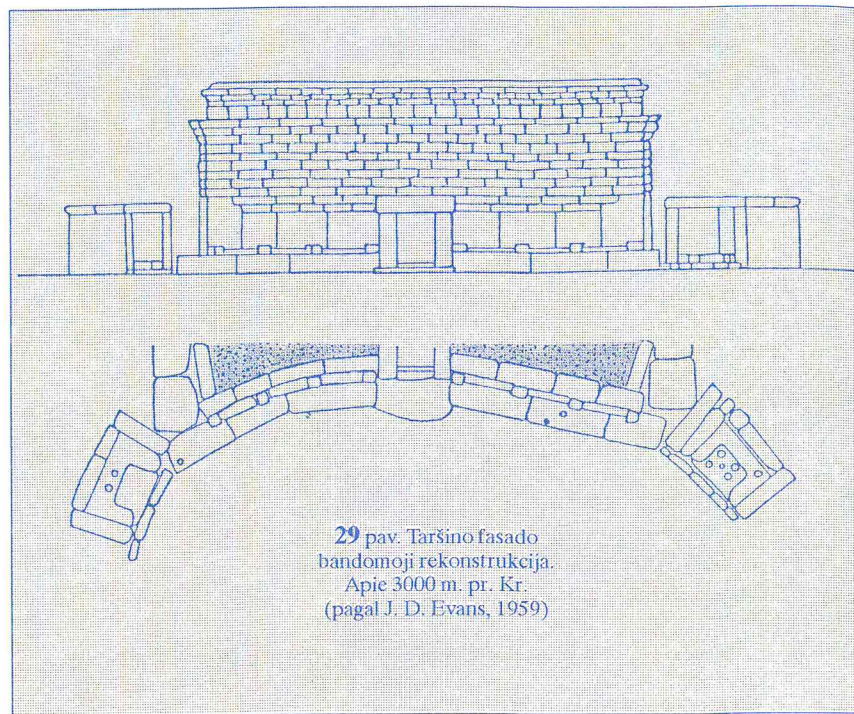 29 pav. Taršino fasado
bandomoji rekonstrukcija.
Apie 3000 m. pr. Kr.
(pagal J. D. Evans, 1959)